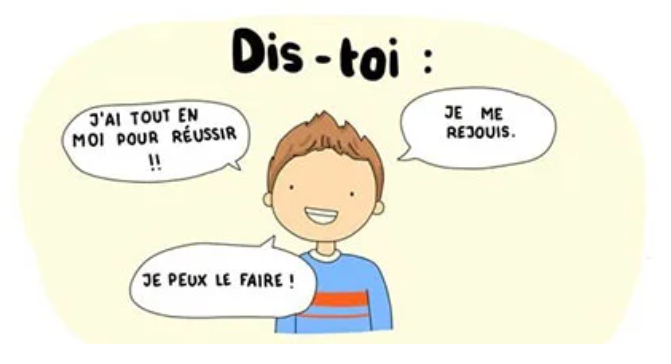 Dis-toi :
J'AI TOUT EN
MOI POUR RÉUSSIR
!!
JE ME
REJOUIS.
JE PEUX LE FAIRE !